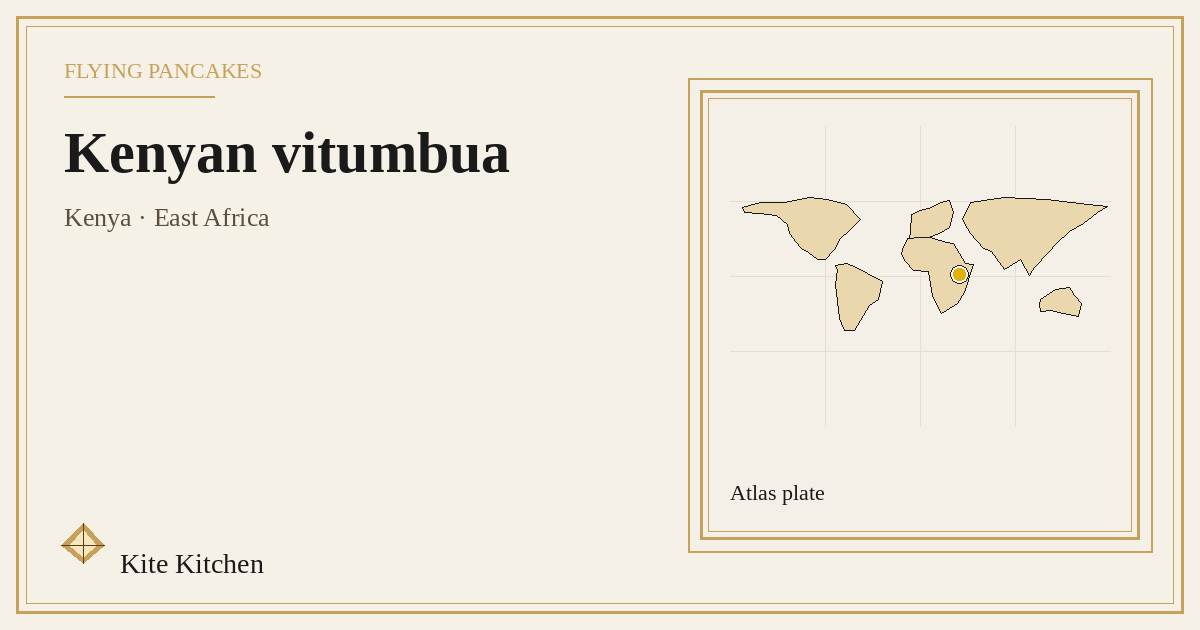 FLYING PANCAKES
Kenyan vitumbua
Kenya · East Africa
Atlas plate
Kite Kitchen